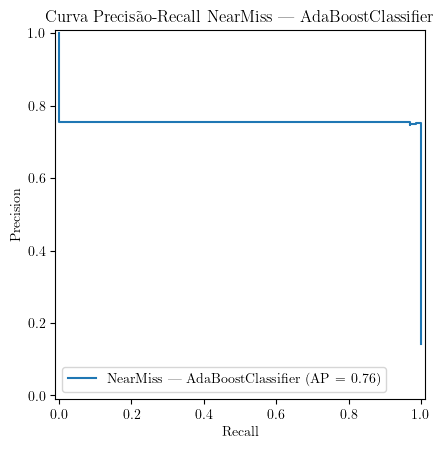 Curva Precisão-Recall NearMiss — AdaBoostClassifier
1.0
0.8
0.6
0.4
0.2
0.0
Precision
NearMiss — AdaBoostClassifier (AP = 0.76)
0.0 0.2 0.4 0.6 0.8 1.0
Recall